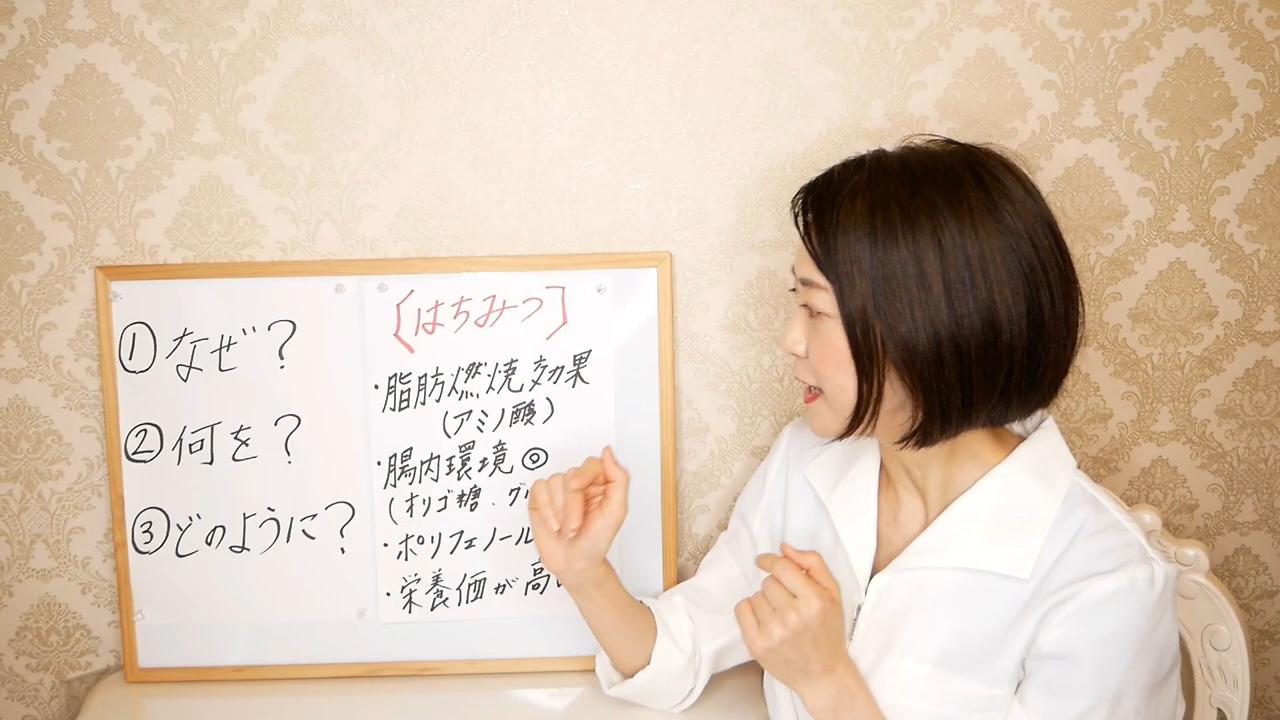 ① なぜ?
② 何を?
③ どのように?
[はちみつ]
・脂肪燃焼効果
(アミノ酸)
・腸内環境◎
(オリゴ糖・グ
・ポリフェノール
・栄養価が高